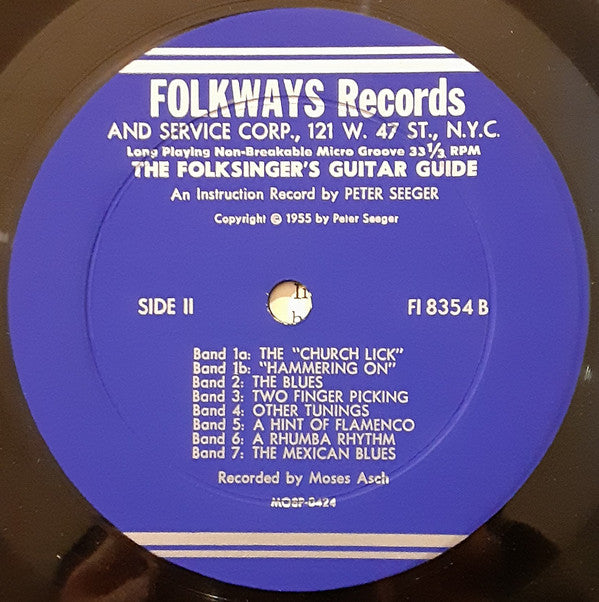 FOLKWAYS Records
AND SERVICE CORP., 121 W. 47 ST., N.Y.C.
Long Playing Non-Breakable Micro Groove 33 1/3 RPM
THE FOLKSINGER'S GUITAR GUIDE
An Instruction Record by PETER SEEGER
Copyright © 1955 by Peter Seeger
SIDE II
FI 8354 B
Band 1a: THE "CHURCH LICK"
Band 1b: "HAMMERING ON"
Band 2: THE BLUES
Band 3: TWO FINGER PICKING
Band 4: OTHER TUNINGS
Band 5: A HINT OF FLAMENCO
Band 6: A RHUMBA RHYTHM
Band 7: THE MEXICAN BLUES
Recorded by Moses Asch